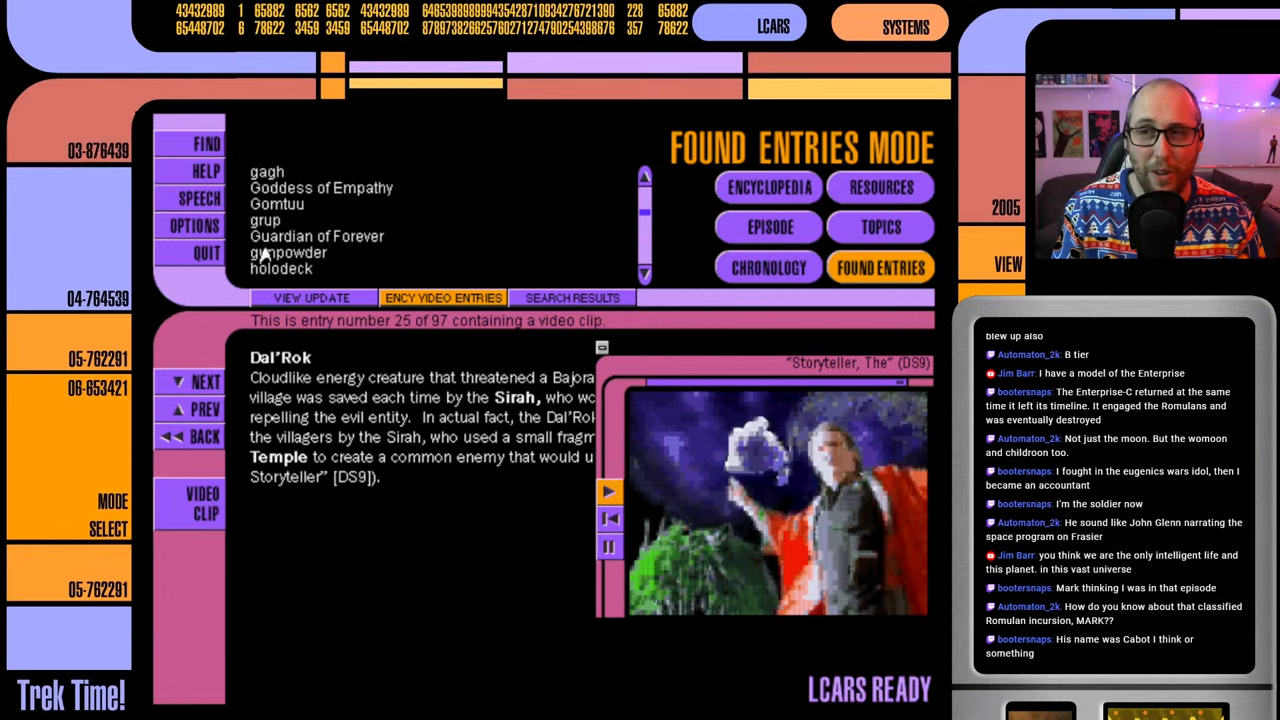 43432989 1 65882 6562 6562 43432989 64653989899943542871093427672139​0 228 65882
65448702 6 78622 3459 3459 65448702 87897382662576027127479025439867​6 357 78622
LCARS
SYSTEMS
03-876439
04-764539
05-762291
06-653421
MODE
SELECT
05-762291
Trek Time!
FIND
HELP
SPEECH
OPTIONS
QUIT
gagh
Goddess of Empathy
Gomtuu
grup
Guardian of Forever
gunpowder
holodeck
FOUND ENTRIES MODE
ENCYCLOPEDIA
RESOURCES
EPISODE
TOPICS
CHRONOLOGY
FOUND ENTRIES
VIEW UPDATE
ENCY VIDEO ENTRIES
SEARCH RESULTS
This is entry number 25 of 97 containing a video clip.
NEXT
PREV
BACK
VIDEO
CLIP
Dal'Rok
Cloudlike energy creature that threatened a Bajora
village was saved each time by the Sirah, who wo
repelling the evil entity. In actual fact, the Dal'Rok
the villagers by the Sirah, who used a small fragm
Temple to create a common enemy that would u
Storyteller" [DS9]).
"Storyteller, The" (DS9)
LCARS READY
2005
VIEW
blew up also
Automaton_2k: B tier
Jim Barr: I have a model of the Enterprise
bootersnaps: The Enterprise-C returned at the same
time it left its timeline. It engaged the Romulans and
was eventually destroyed
Automaton_2k: Not just the moon. But the womoon
and childroon too.
bootersnaps: I fought in the eugenics wars idol, then I
became an accountant
bootersnaps: I'm the soldier now
Automaton_2k: He sound like John Glenn narrating the
space program on Frasier
Jim Barr: you think we are the only intelligent life and
this planet. in this vast universe
bootersnaps: Mark thinking I was in that episode
Automaton_2k: How do you know about that classified
Romulan incursion, MARK??
bootersnaps: His name was Cabot I think or
something